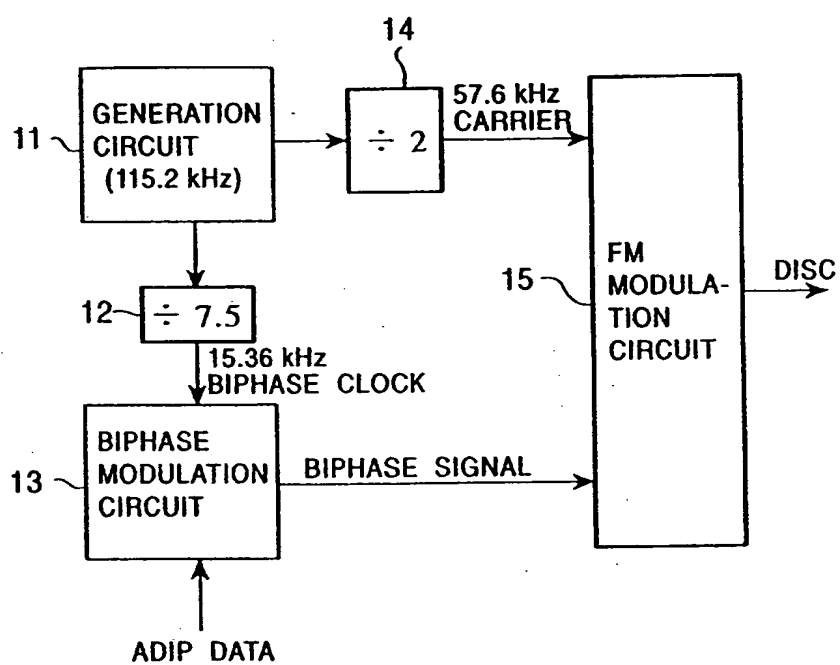 14
11
GENERATION
CIRCUIT
(115.2 kHz)
÷ 2
57.6 kHz
CARRIER
12
÷ 7.5
15.36 kHz
BIPHASE CLOCK
13
BIPHASE
MODULATION
CIRCUIT
BIPHASE SIGNAL
15
FM
MODULA-
TION
CIRCUIT
DISC
ADIP DATA